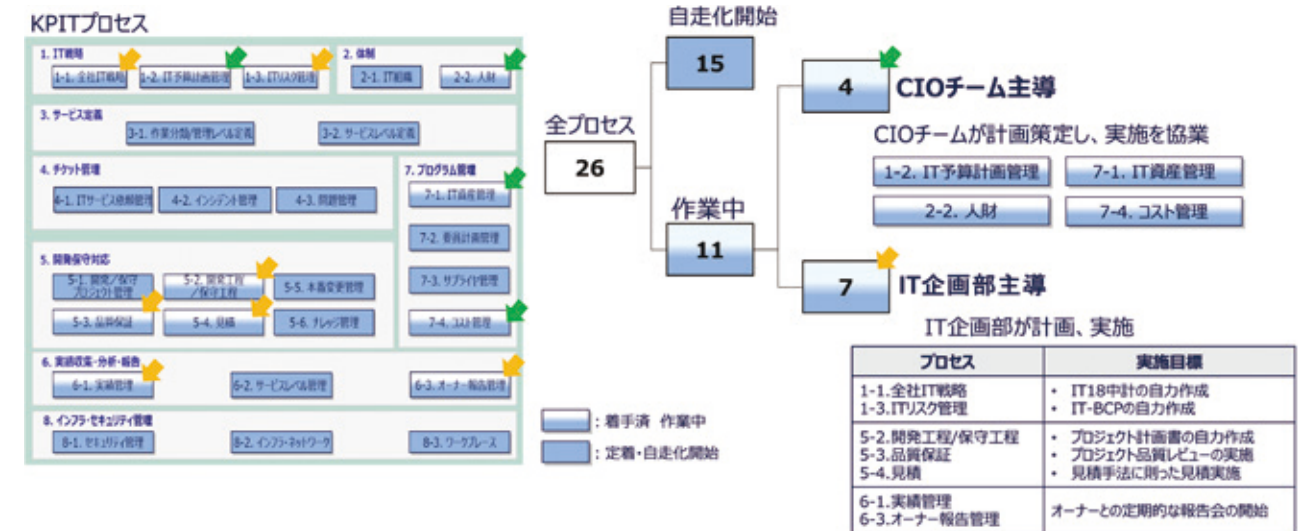 KPITプロセス
1. IT戦略
1-1. 全社IT戦略
1-2. IT予算計画管理
1-3. ITリスク管理
2. 体制
2-1. IT組織
2-2. 人財
3. サービス定義
3-1. 作業分類/管理レベル定義
3-2. サービスレベル定義
4. チケット管理
4-1. ITサービス依頼管理
4-2. インシデント管理
4-3. 問題管理
5. 開発保守対応
5-1. 開発/保守
プロジェクト管理
5-2. 開発工程
/保守工程
5-5. 本番変更管理
5-3. 品質保証
5-4. 見積
5-6. ナレッジ管理
7. プログラム管理
7-1. IT資産管理
7-2. 要員計画管理
7-3. サプライヤ管理
7-4. コスト管理
6. 実績収集・分析・報告
6-1. 実績管理
6-2. サービスレベル管理
6-3. オーナー報告管理
8. インフラ・セキュリティ管理
8-1. セキュリティ管理
8-2. インフラ・ネットワーク
8-3. ワークプレース
: 着手済 作業中
: 定着・自走化開始
全プロセス
26
自走化開始
15
作業中
11
4
CIOチーム主導
CIOチームが計画策定し、実施を協業
1-2. IT予算計画管理
7-1. IT資産管理
2-2. 人財
7-4. コスト管理
7
IT企画部主導
IT企画部が計画、実施
プロセス 実施目標
1-1.全社IT戦略 ・ IT18中計の自力作成
1-3.ITリスク管理 ・ IT-BCPの自力作成
5-2.開発工程/保守工程 ・ プロジェクト計画書の自力作成
5-3.品質保証 ・ プロジェクト品質レビューの実施
5-4.見積 ・ 見積手法に則った見積実施
6-1.実績管理
6-3.オーナー報告管理
オーナーとの定期的な報告会の開始